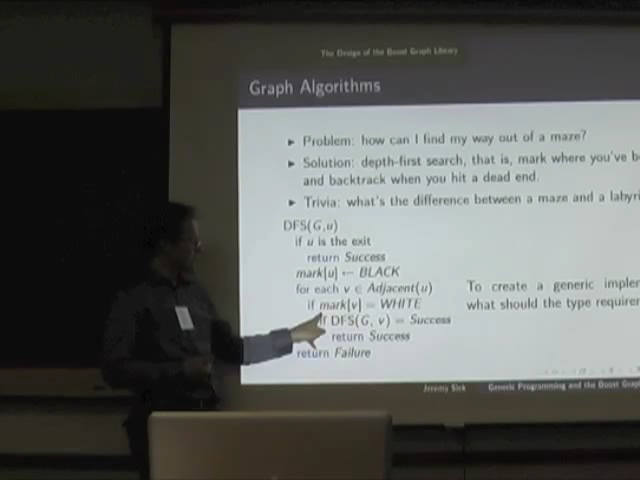 The Design of the Boost Graph Library
Graph Algorithms
► Problem: how can I find my way out of a maze?
► Solution: depth-first search, that is, mark where you've b
and backtrack when you hit a dead end.
► Trivia: what's the difference between a maze and a labyri
DFS(G,u)
if u is the exit
return Success
mark[u] ← BLACK
for each v ∈ Adjacent(u)
if mark[v] = WHITE
if DFS(G, v) = Success
return Success
return Failure
To create a generic implem
what should the type requirem
Jeremy Siek
Generic Programming and the Boost Grap